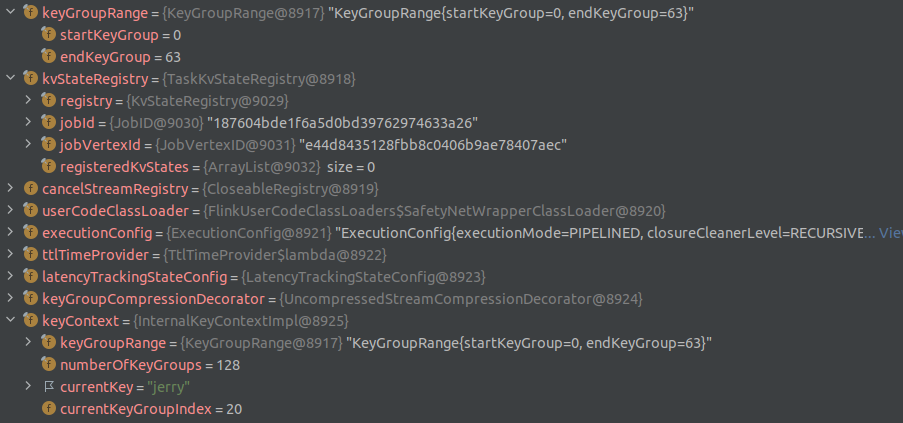 keyGroupRange = {KeyGroupRange@8917} "KeyGroupRange{startKeyGroup=0, endKeyGroup=63}"
startKeyGroup = 0
endKeyGroup = 63
kvStateRegistry = {TaskKvStateRegistry@8918}
registry = {KvStateRegistry@9029}
jobId = {JobID@9030} "187604bde1f6a5d0bd39762974633a26"
jobVertexId = {JobVertexID@9031} "e44d8435128fbb8c0406b9ae78407aec"
registeredKvStates = {ArrayList@9032} size = 0
cancelStreamRegistry = {CloseableRegistry@8919}
userCodeClassLoader = {FlinkUserCodeClassLoaders$SafetyNetWrapperClassLoader@8920}
executionConfig = {ExecutionConfig@8921} "ExecutionConfig{executionMode=PIPELINED, closureCleanerLevel=RECURSIVE... View
ttlTimeProvider = {TtlTimeProvider$lambda@8922}
latencyTrackingStateConfig = {LatencyTrackingStateConfig@8923}
keyGroupCompressionDecorator = {UncompressedStreamCompressionDecorator@8924}
keyContext = {InternalKeyContextImpl@8925}
keyGroupRange = {KeyGroupRange@8917} "KeyGroupRange{startKeyGroup=0, endKeyGroup=63}"
numberOfKeyGroups = 128
currentKey = "jerry"
currentKeyGroupIndex = 20